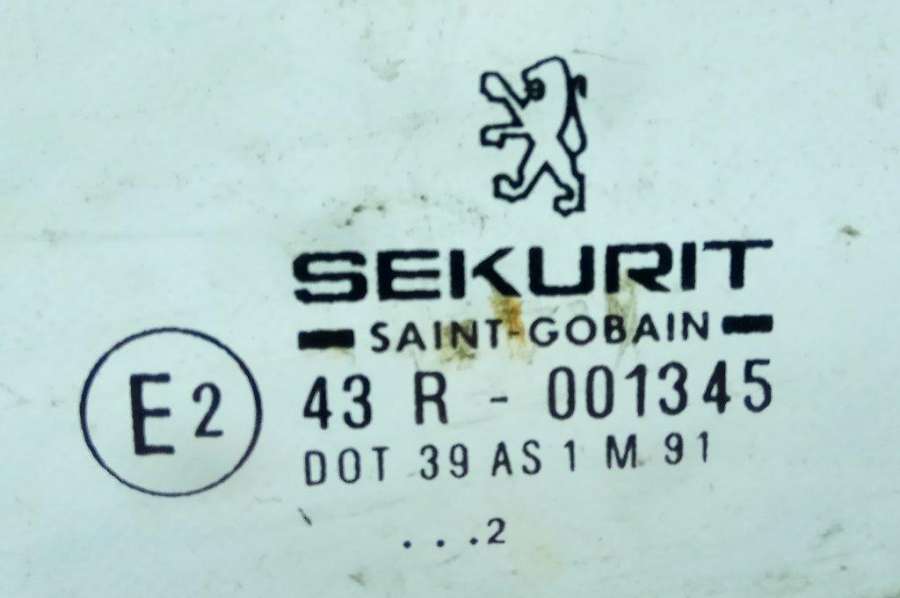 SEKURIT
SAINT-GOBAIN
E2
43 R - 001345
DOT 39 AS 1 M 91
...2